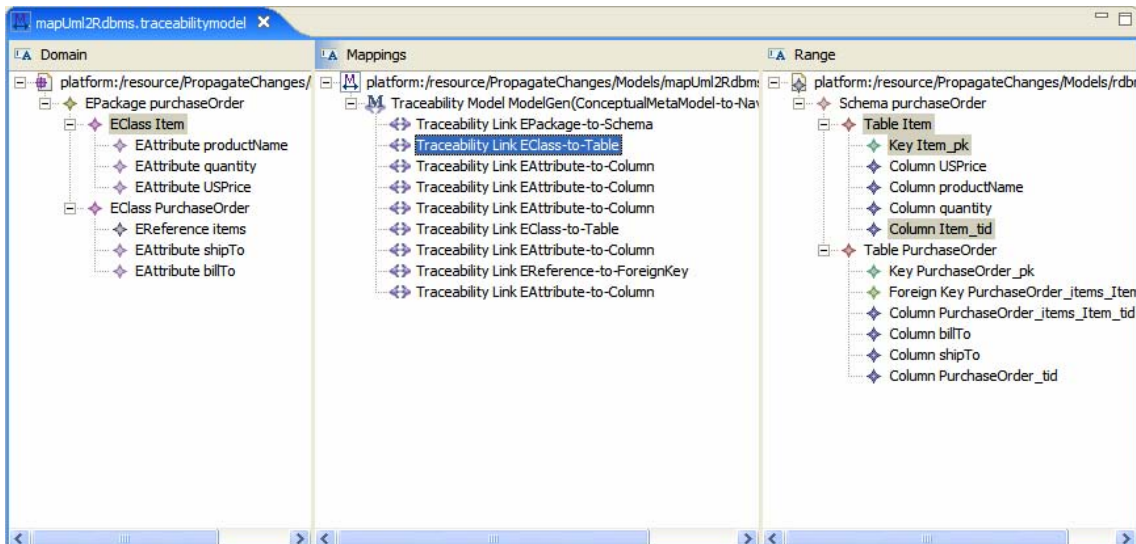 mapUml2Rdbms.traceabilitymodel
Domain
platform:/resource/PropagateChanges/
EPackage purchaseOrder
EClass Item
EAttribute productName
EAttribute quantity
EAttribute USPrice
EClass PurchaseOrder
EReference items
EAttribute shipTo
EAttribute billTo
Mappings
platform:/resource/PropagateChanges/Models/mapUml2Rdbm
Traceability Model ModelGen(ConceptualMetaModel-to-Nav
Traceability Link EPackage-to-Schema
Traceability Link EClass-to-Table
Traceability Link EAttribute-to-Column
Traceability Link EAttribute-to-Column
Traceability Link EAttribute-to-Column
Traceability Link EClass-to-Table
Traceability Link EAttribute-to-Column
Traceability Link EReference-to-ForeignKey
Traceability Link EAttribute-to-Column
Range
platform:/resource/PropagateChanges/Models/rdb
Schema purchaseOrder
Table Item
Key Item_pk
Column USPrice
Column productName
Column quantity
Column Item_tid
Table PurchaseOrder
Key PurchaseOrder_pk
Foreign Key PurchaseOrder_items_Item
Column PurchaseOrder_items_Item_tid
Column billTo
Column shipTo
Column PurchaseOrder_tid